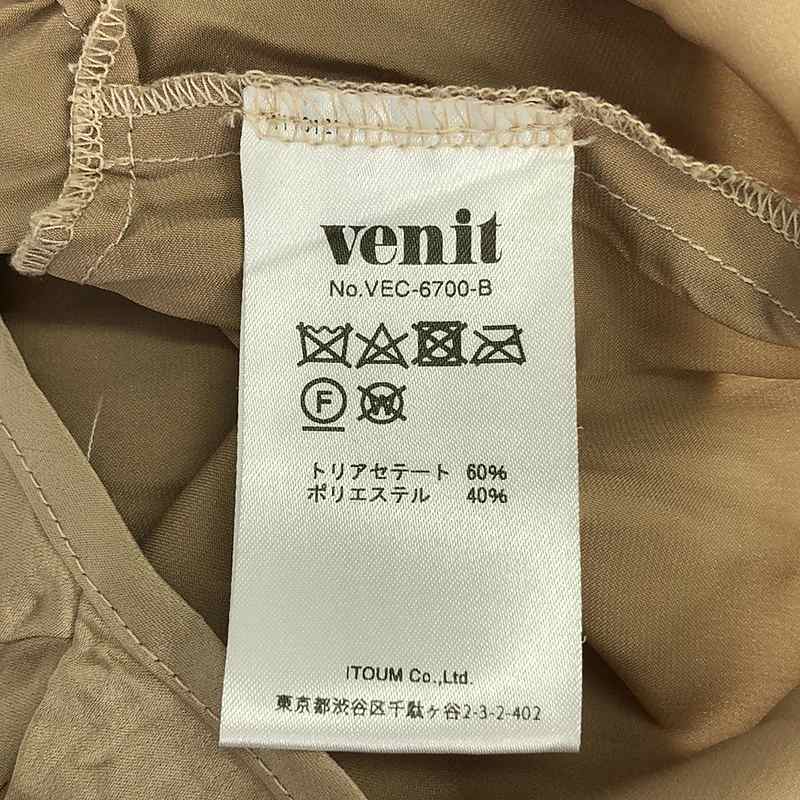 venit
No.VEC-6700-B
F
W
トリアセテート 60%
ポリエステル 40%
ITOUM Co.,Ltd.
東京都渋谷区千駄ヶ谷2-3-2-402